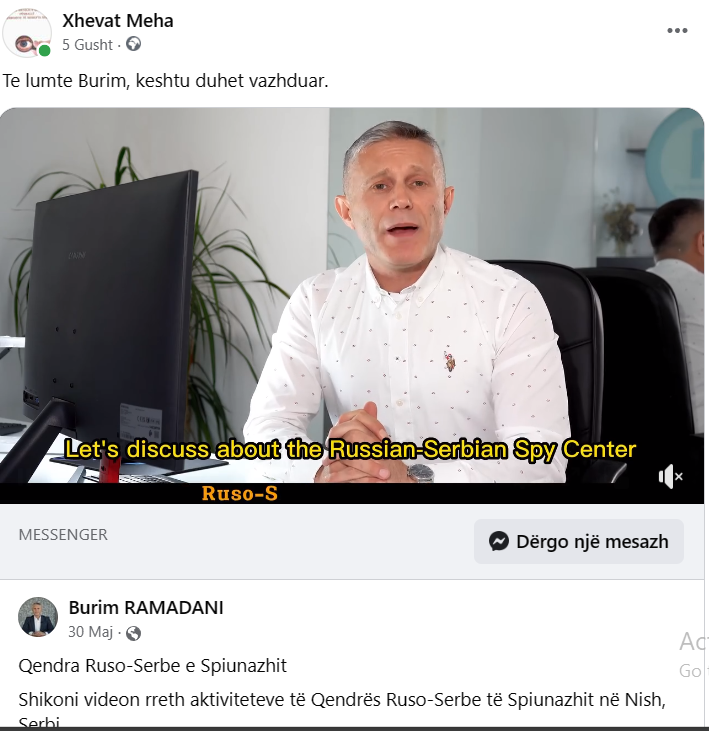 Xhevat Meha
5 Gusht ·
Te lumte Burim, keshtu duhet vazhduar.
Let's discuss about the Russian-Serbian Spy Center
Ruso-S
MESSENGER
Dërgo një mesazh
Burim RAMADANI
30 Maj ·
Qendra Ruso-Serbe e Spiunazhit
Shikoni videon rreth aktiviteteve të Qendrës Ruso-Serbe të Spiunazhit në Nish,
Serbi
Go